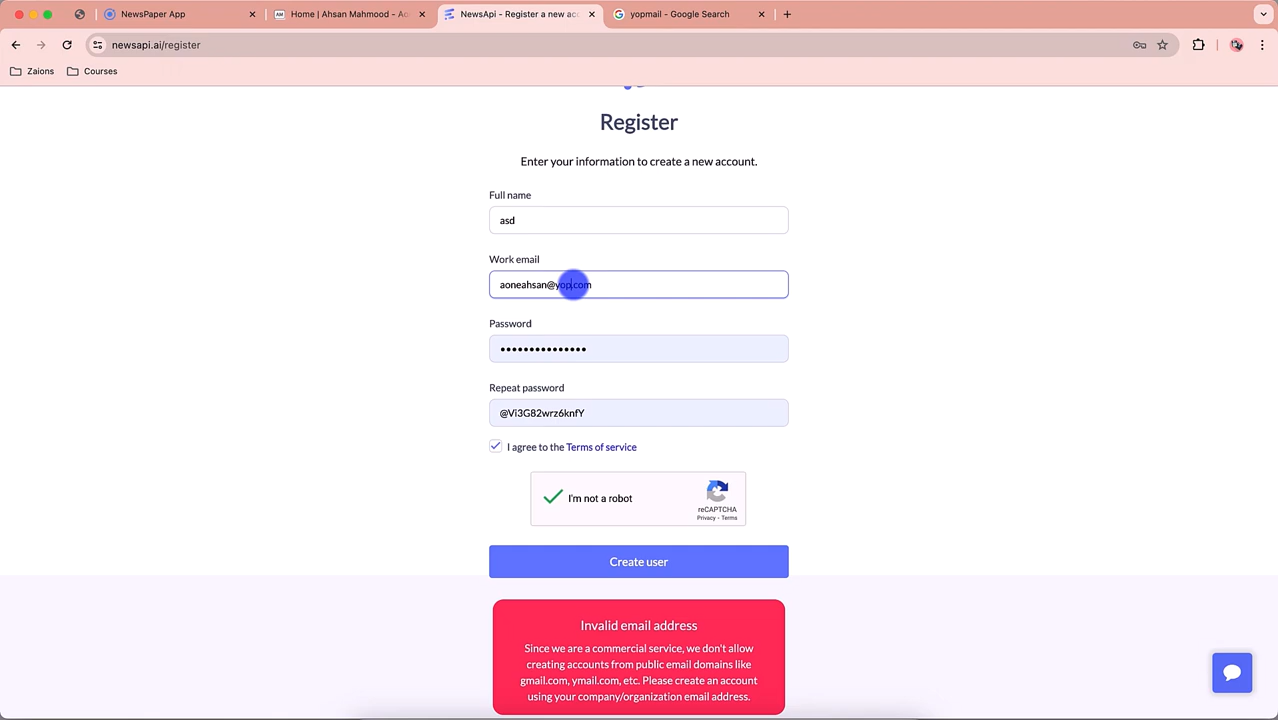 NewsPaper App
AM Home | Ahsan Mahmood - Ao
NewsApi - Register a new acc
yopmail - Google Search
newsapi.ai/register
Zaions
Courses
Register
Enter your information to create a new account.
Full name
asd
Work email
aoneahsan@yop.com
Password
•••••••••••••••
Repeat password
@Vi3G82wrz6knfY
I agree to the Terms of service
I'm not a robot
reCAPTCHA
Privacy - Terms
Create user
Invalid email address
Since we are a commercial service, we don't allow
creating accounts from public email domains like
gmail.com, ymail.com, etc. Please create an account
using your company/organization email address.